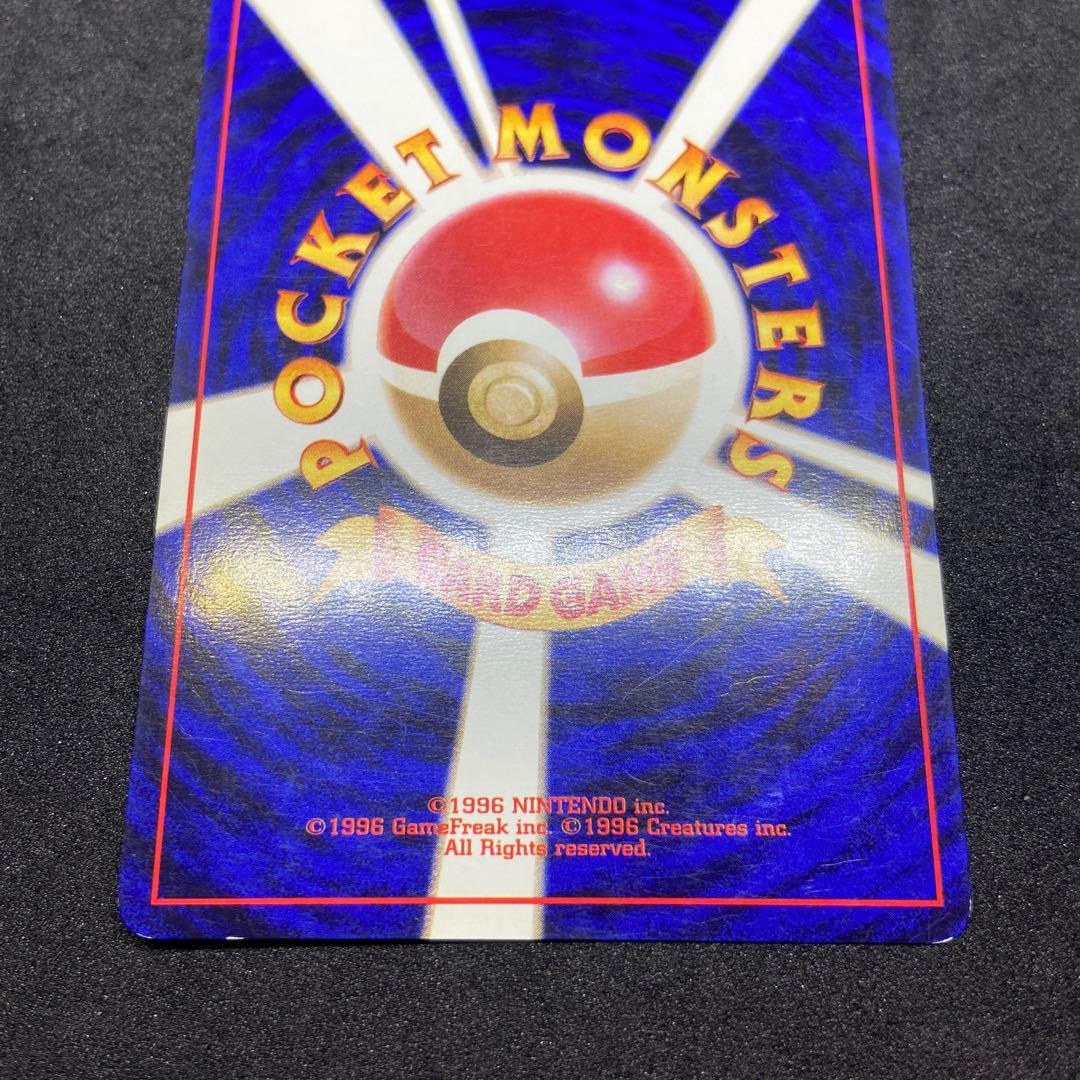 POCKET MONSTERS
CARD GAME
©1996 NINTENDO inc.
©1996 GameFreak inc. ©1996 Creatures inc.
All Rights reserved.